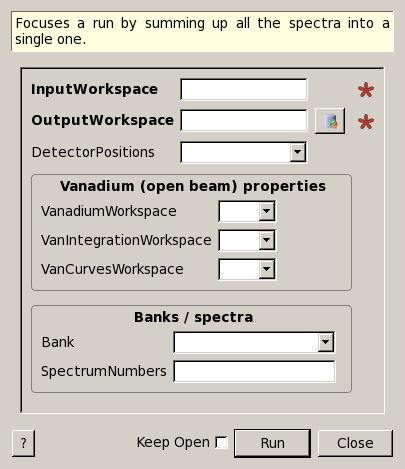 Focuses a run by summing up all the spectra into a
single one.
InputWorkspace
OutputWorkspace
DetectorPositions
Vanadium (open beam) properties
VanadiumWorkspace
VanIntegrationWorkspace
VanCurvesWorkspace
Banks / spectra
Bank
SpectrumNumbers
? Keep Open Run Close